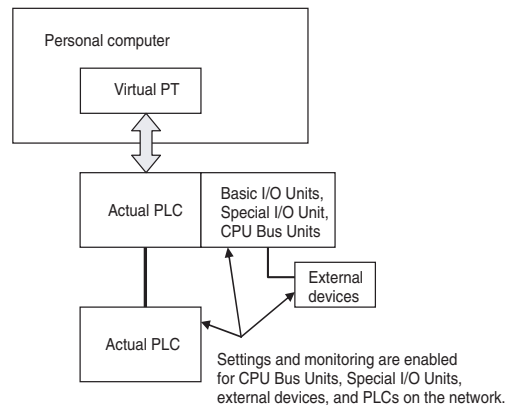 Personal computer
Virtual PT
Actual PLC
Basic I/O Units,
Special I/O Unit,
CPU Bus Units
External
devices
Actual PLC
Settings and monitoring are enabled
for CPU Bus Units, Special I/O Units,
external devices, and PLCs on the network.